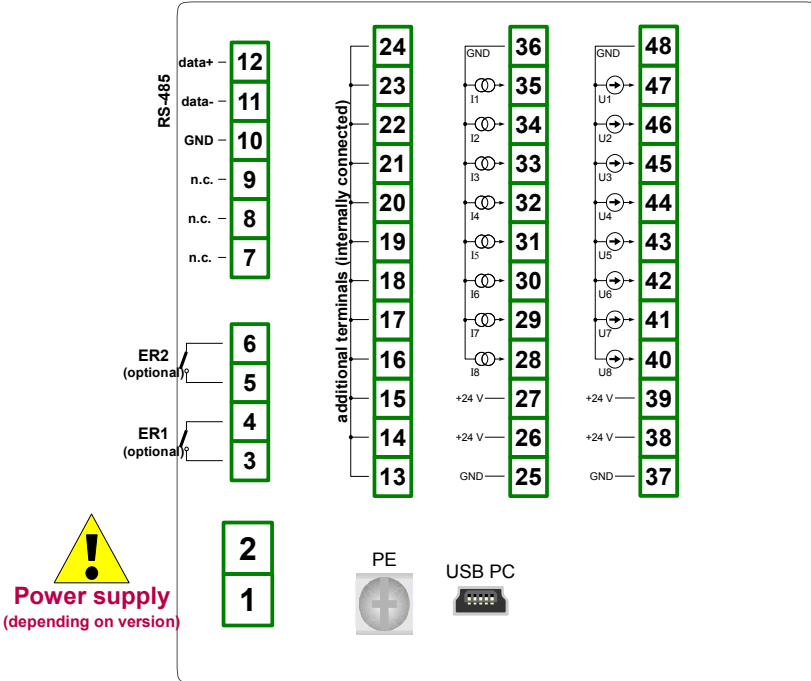 RS-485
data+ 12
data- 11
GND 10
n.c. 9
n.c. 8
n.c. 7
ER2
(optional)
6
5
ER1
(optional)
4
3
2
1
Power supply
(depending on version)
additional terminals (internally connected)
24
23
22
21
20
19
18
17
16
15
14
13
GND 36
I1 35
I2 34
I3 33
I4 32
I5 31
I6 30
I7 29
I8 28
+24 V 27
+24 V 26
GND 25
GND 48
U1 47
U2 46
U3 45
U4 44
U5 43
U6 42
U7 41
U8 40
+24 V 39
+24 V 38
GND 37
PE
USB PC